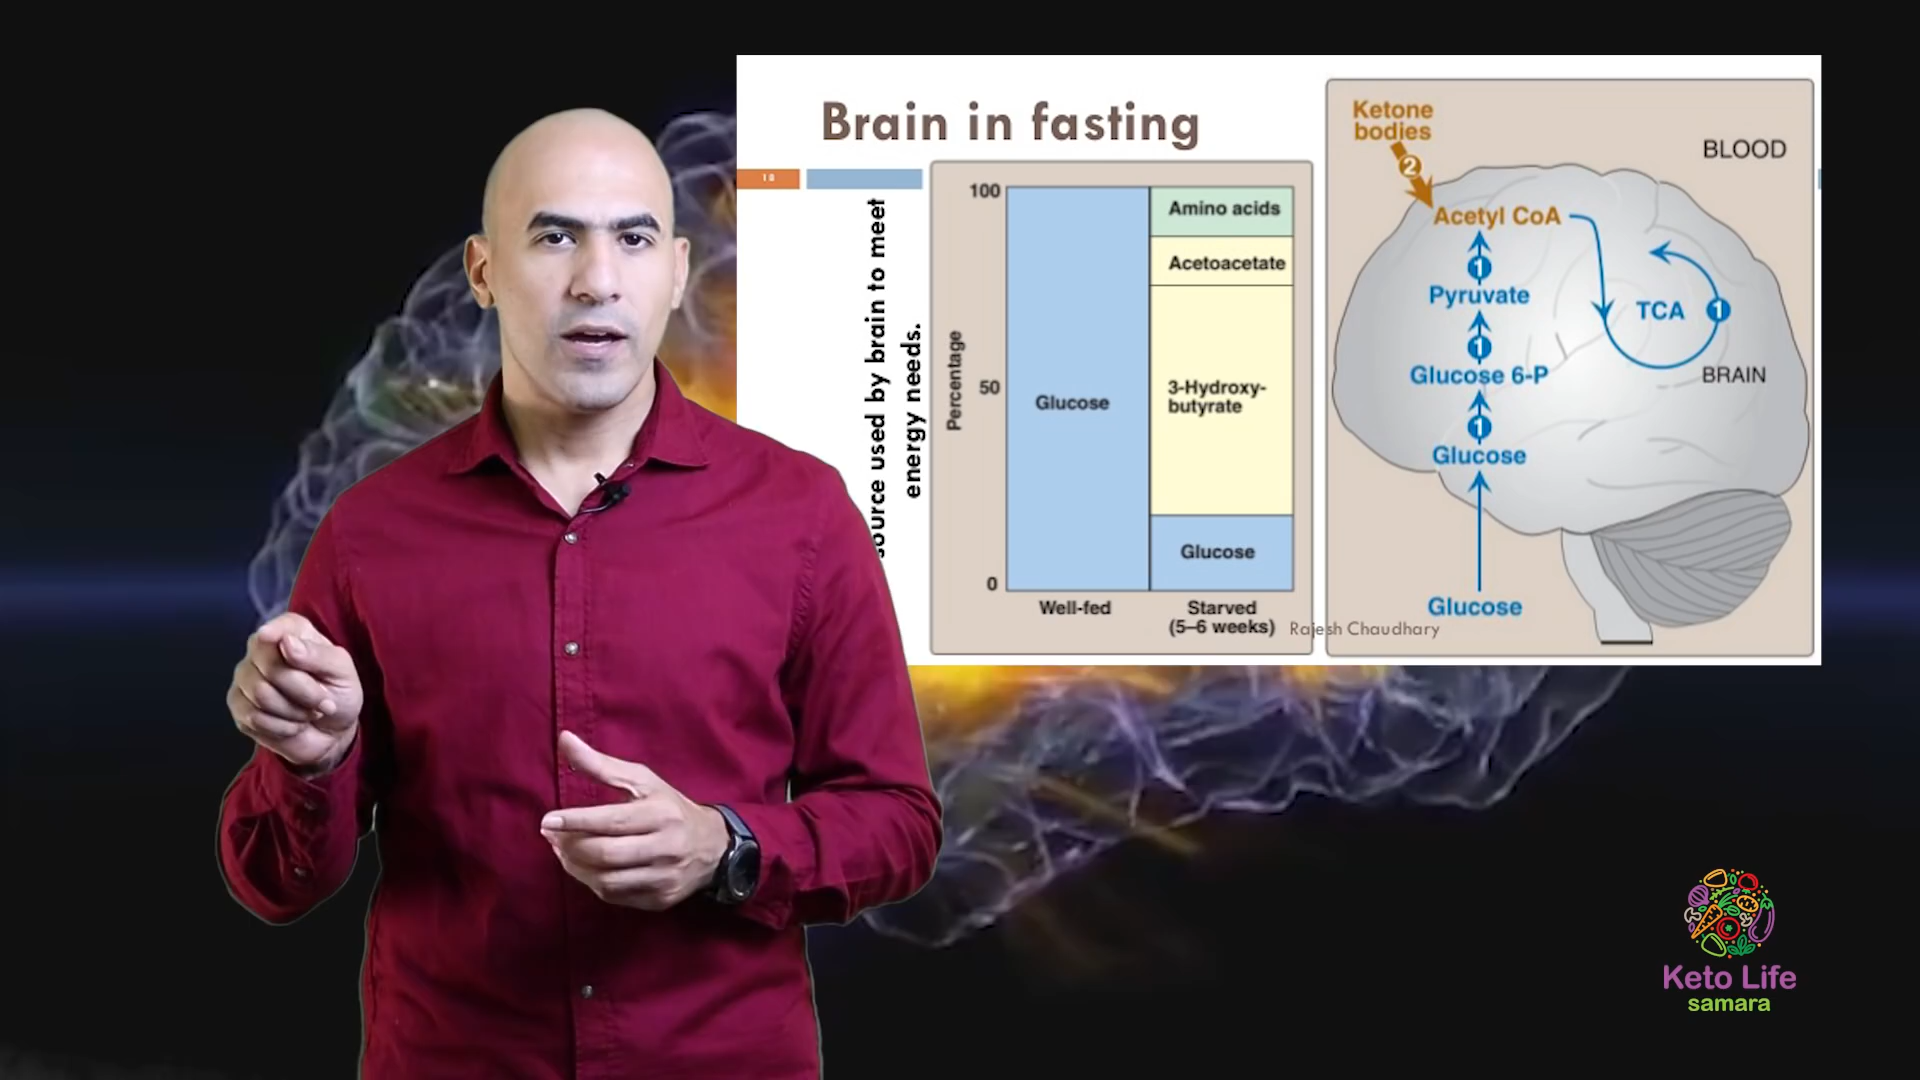 Brain in fasting
18
source used by brain to meet
energy needs.
Percentage
100
50
0
Glucose
Amino acids
Acetoacetate
3-Hydroxy-
butyrate
Glucose
Well-fed
Starved
(5–6 weeks)
Rajesh Chaudhary
Ketone
bodies
2
BLOOD
Acetyl CoA
1
Pyruvate
TCA
1
1
Glucose 6-P
BRAIN
1
Glucose
Glucose
Keto Life
samara